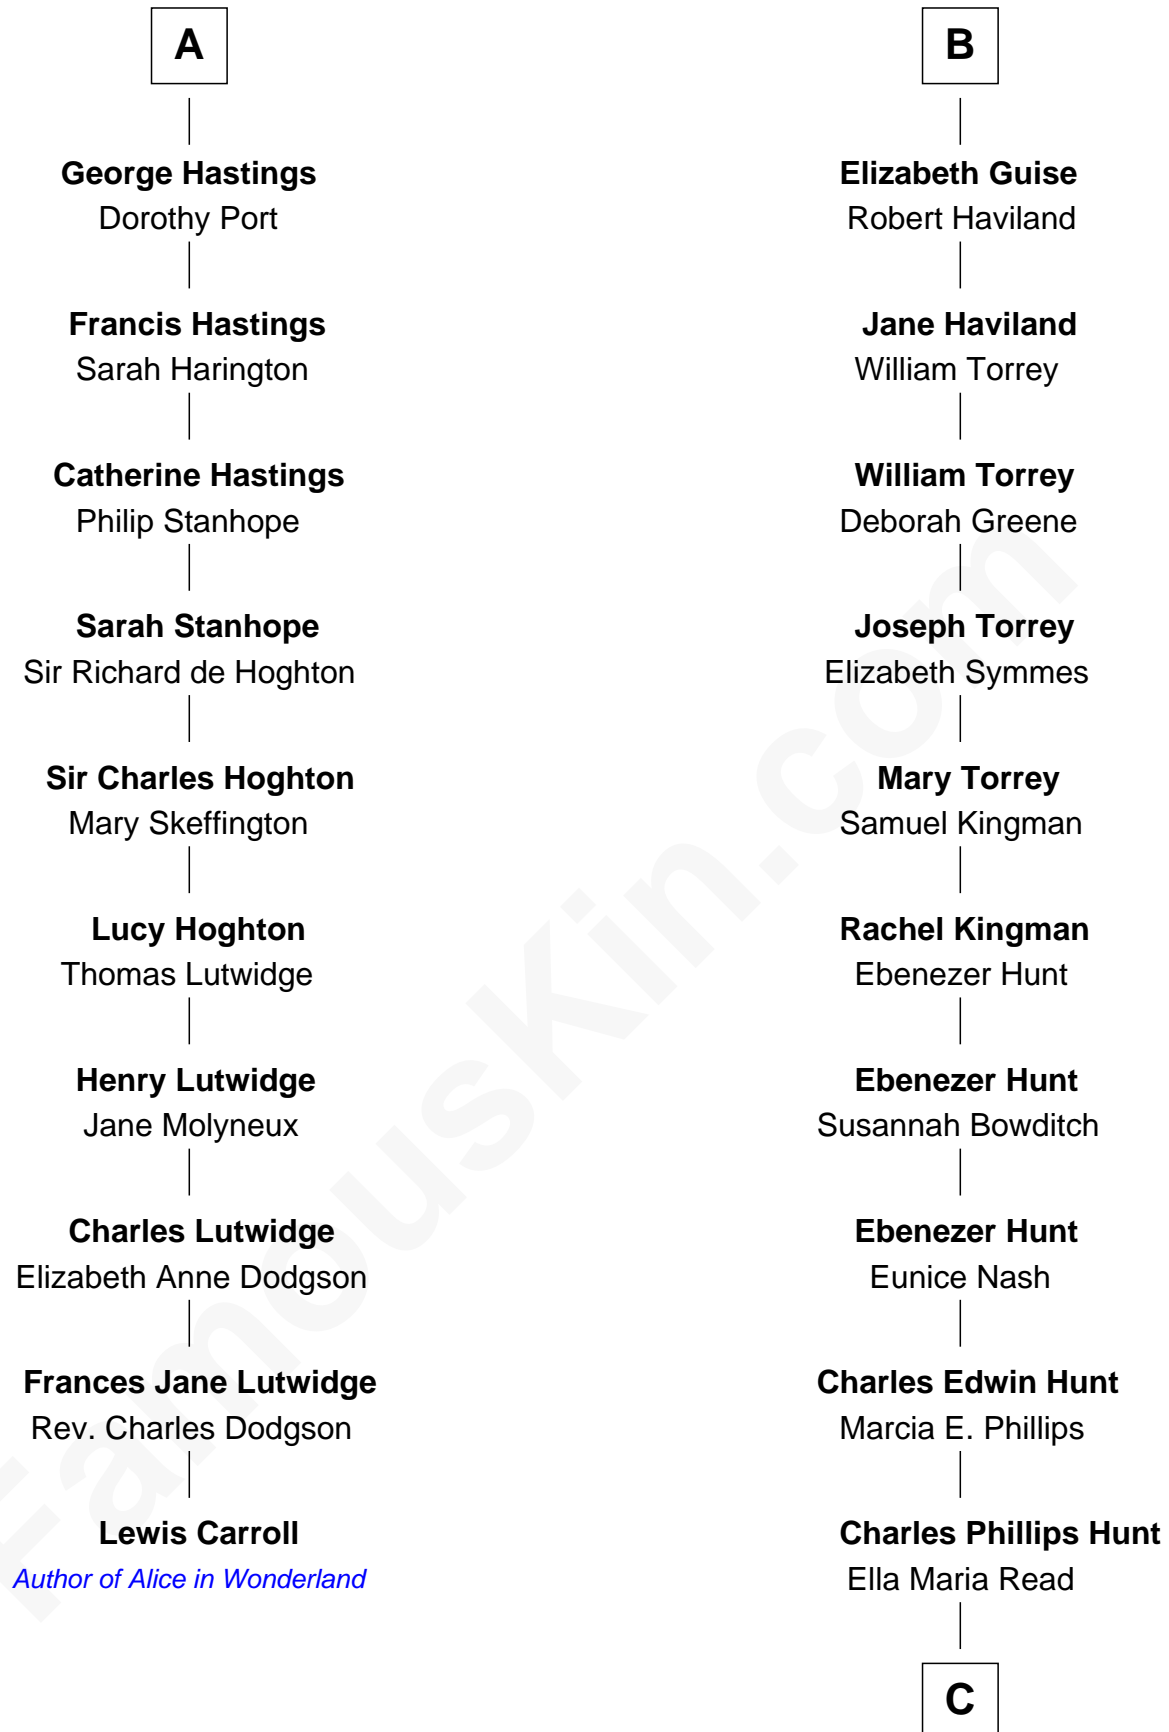 A
George Hastings
Dorothy Port
Francis Hastings
Sarah Harington
Catherine Hastings
Philip Stanhope
Sarah Stanhope
Sir Richard de Hoghton
Sir Charles Hoghton
Mary Skeffington
Lucy Hoghton
Thomas Lutwidge
Henry Lutwidge
Jane Molyneux
Charles Lutwidge
Elizabeth Anne Dodgson
Frances Jane Lutwidge
Rev. Charles Dodgson
Lewis Carroll
Author of Alice in Wonderland
B
Elizabeth Guise
Robert Haviland
Jane Haviland
William Torrey
William Torrey
Deborah Greene
Joseph Torrey
Elizabeth Symmes
Mary Torrey
Samuel Kingman
Rachel Kingman
Ebenezer Hunt
Ebenezer Hunt
Susannah Bowditch
Ebenezer Hunt
Eunice Nash
Charles Edwin Hunt
Marcia E. Phillips
Charles Phillips Hunt
Ella Maria Read
C
FamousKin.com